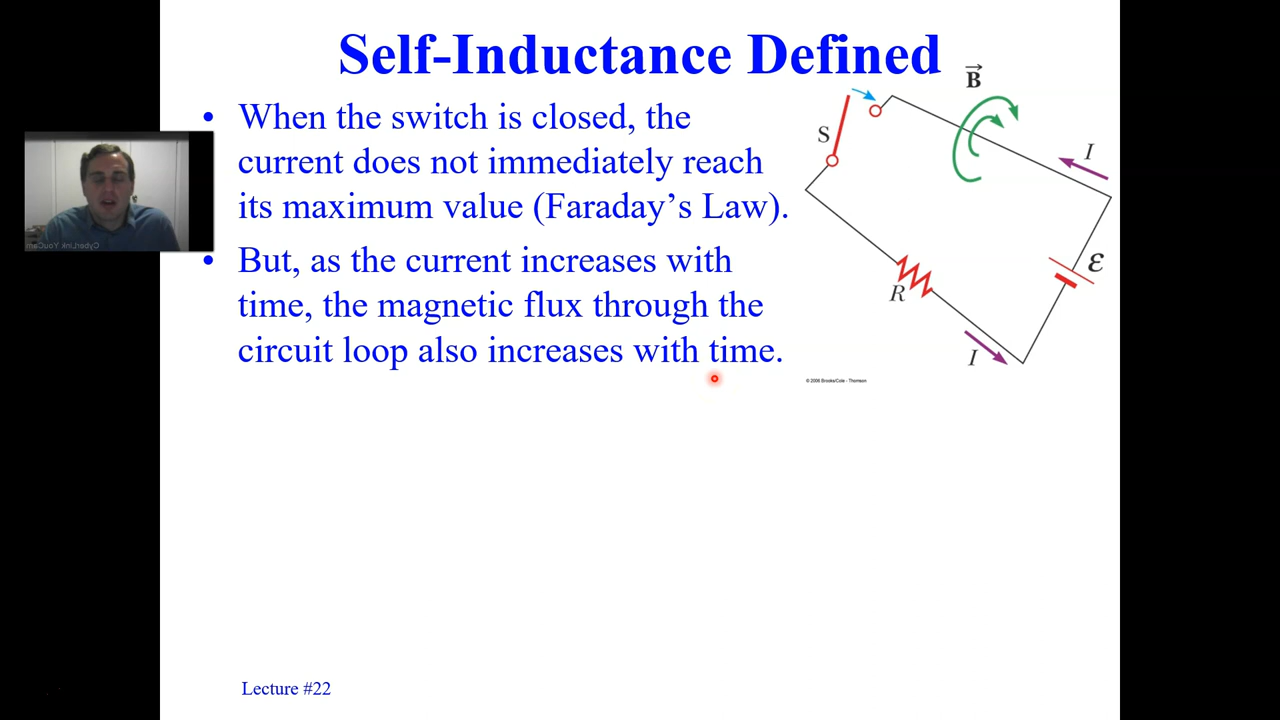 Self-Inductance Defined
• When the switch is closed, the
current does not immediately reach
its maximum value (Faraday’s Law).
• But, as the current increases with
time, the magnetic flux through the
circuit loop also increases with time.
B
S
I
ε
R
I
© 2006 Brooks/Cole - Thomson
CyberLink YouCam
Lecture #22